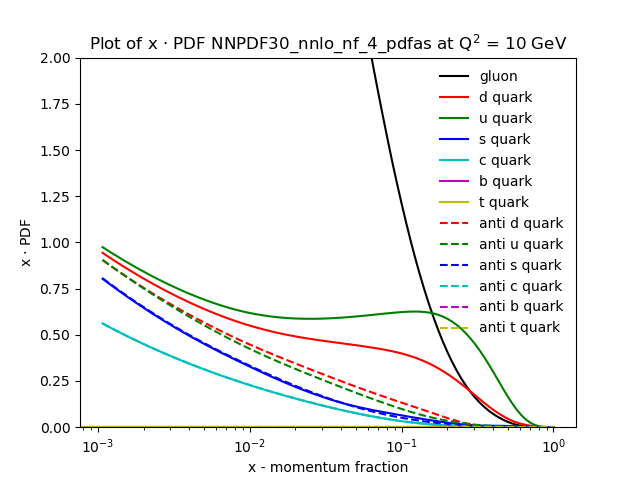 Plot of x · PDF NNPDF30_nnlo_nf_4_pdfas at Q² = 10 GeV
2.00
1.75
1.50
1.25
1.00
0.75
0.50
0.25
0.00
x · PDF
gluon
d quark
u quark
s quark
c quark
b quark
t quark
anti d quark
anti u quark
anti s quark
anti c quark
anti b quark
anti t quark
10⁻³ 10⁻² 10⁻¹ 10⁰
x - momentum fraction